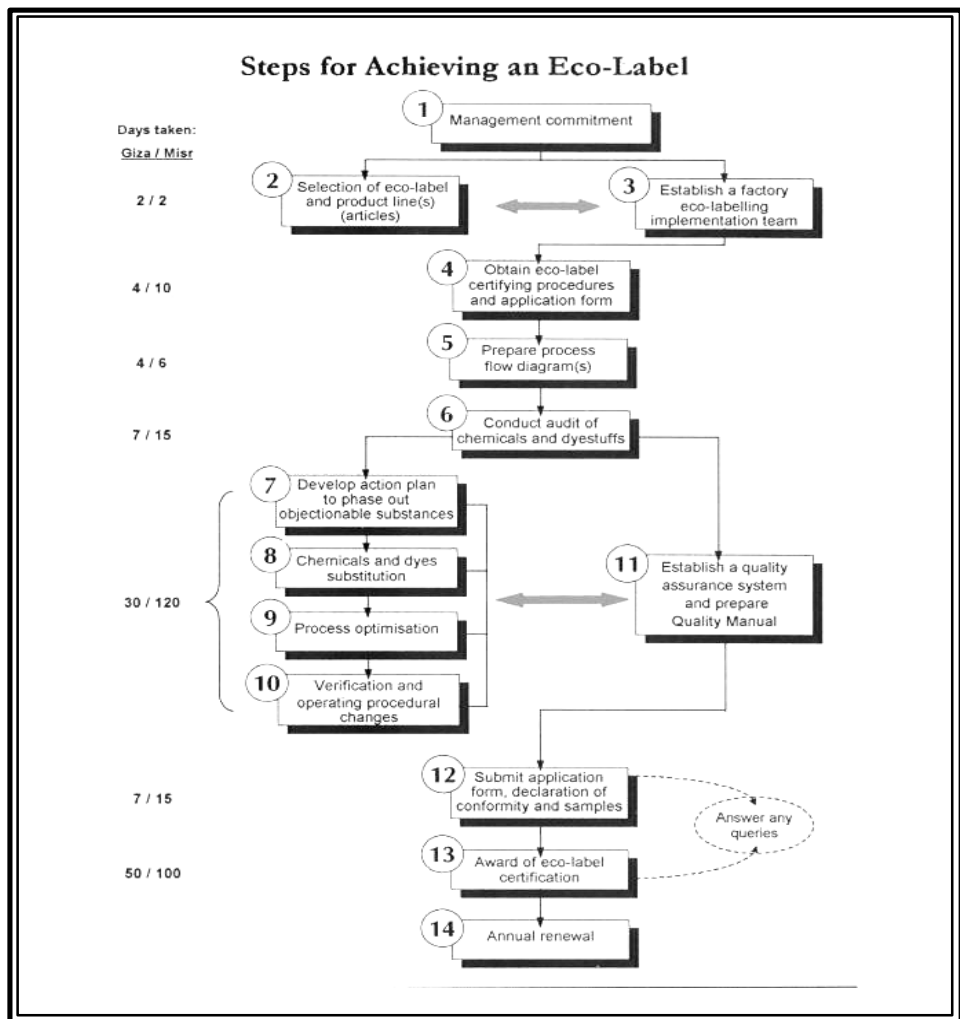 Steps for Achieving an Eco-Label
Days taken:
Giza / Misr
1
Management commitment
2 / 2
2
Selection of eco-label
and product line(s)
(articles)
3
Establish a factory
eco-labelling
implementation team
4 / 10
4
Obtain eco-label
certifying procedures
and application form
4 / 6
5
Prepare process
flow diagram(s)
7 / 15
6
Conduct audit of
chemicals and dyestuffs
30 / 120
7
Develop action plan
to phase out
objectionable substances
8
Chemicals and dyes
substitution
9
Process optimisation
10
Verification and
operating procedural
changes
11
Establish a quality
assurance system
and prepare
Quality Manual
7 / 15
12
Submit application
form, declaration of
conformity and samples
Answer any
queries
50 / 100
13
Award of eco-label
certification
14
Annual renewal